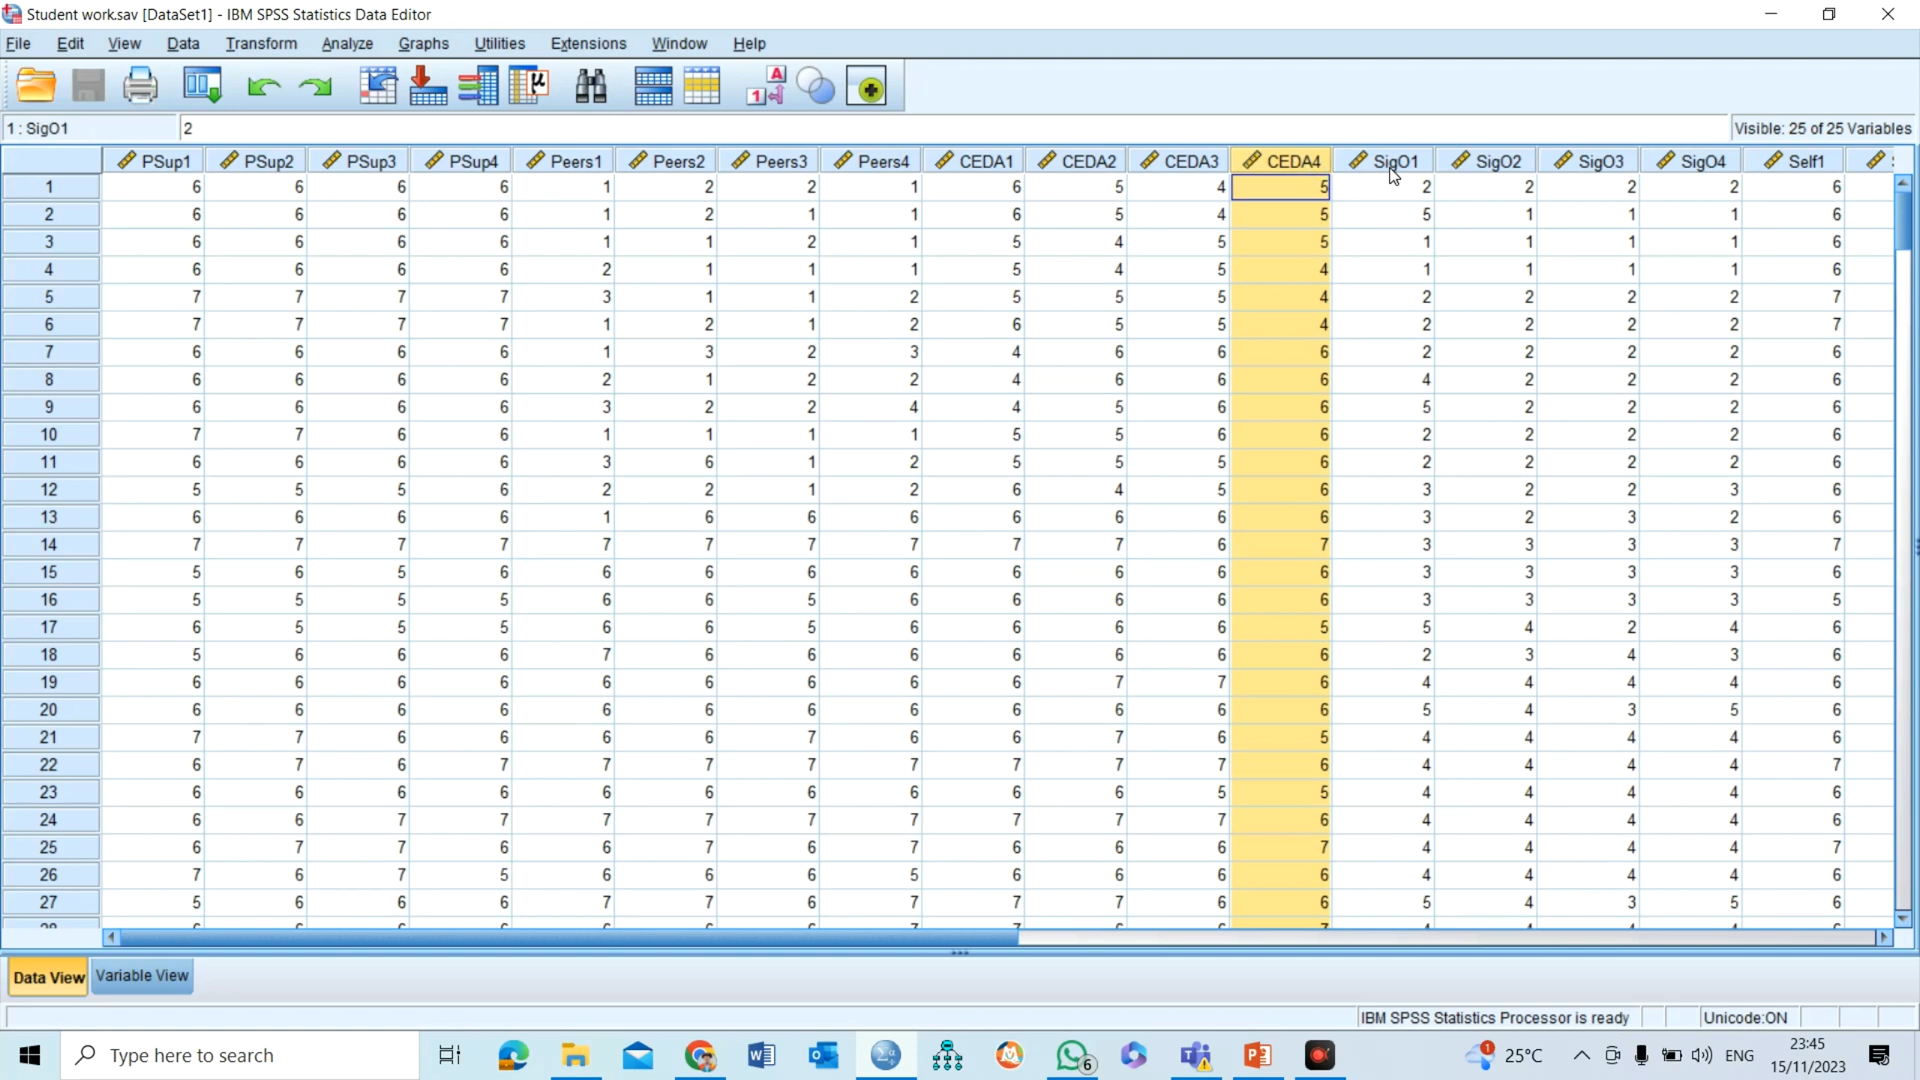 Student work.sav [DataSet1] - IBM SPSS Statistics Data Editor
File Edit View Data Transform Analyze Graphs Utilities Extensions Window Help
1 : SigO1 2 Visible: 25 of 25 Variables
PSup1 PSup2 PSup3 PSup4 Peers1 Peers2 Peers3 Peers4 CEDA1 CEDA2 CEDA3 CEDA4 SigO1 SigO2 SigO3 SigO4 Self1
1 6 6 6 6 1 2 2 1 6 5 4 5 2 2 2 2 6
2 6 6 6 6 1 2 1 1 6 5 4 5 5 1 1 1 6
3 6 6 6 6 1 1 2 1 5 4 5 5 1 1 1 1 6
4 6 6 6 6 2 1 1 1 5 4 5 4 1 1 1 1 6
5 7 7 7 7 3 1 1 2 5 5 5 4 2 2 2 2 7
6 7 7 7 7 1 2 1 2 6 5 5 4 2 2 2 2 7
7 6 6 6 6 1 3 2 3 4 6 6 6 2 2 2 2 6
8 6 6 6 6 2 1 2 2 4 6 6 6 4 2 2 2 6
9 6 6 6 6 3 2 2 4 4 5 6 6 5 2 2 2 6
10 7 7 6 6 1 1 1 1 5 5 6 6 2 2 2 2 6
11 6 6 6 6 3 6 1 2 5 5 5 6 2 2 2 2 6
12 5 5 5 6 2 2 1 2 6 4 5 6 3 2 2 3 6
13 6 6 6 6 1 6 6 6 6 6 6 6 3 2 3 2 6
14 7 7 7 7 7 7 7 7 7 7 6 7 3 3 3 3 7
15 5 6 5 6 6 6 6 6 6 6 6 6 3 3 3 3 6
16 5 5 5 5 6 6 5 6 6 6 6 6 3 3 3 3 5
17 6 5 5 5 6 6 5 6 6 6 6 5 5 4 2 4 6
18 5 6 6 6 7 6 6 6 6 6 6 6 2 3 4 3 6
19 6 6 6 6 6 6 6 6 6 7 7 6 4 4 4 4 6
20 6 6 6 6 6 6 6 6 6 6 6 6 5 4 3 5 6
21 7 7 6 6 6 6 7 6 6 7 6 5 4 4 4 4 6
22 6 7 6 7 7 7 7 7 7 7 7 6 4 4 4 4 7
23 6 6 6 6 6 6 6 6 6 6 5 5 4 4 4 4 6
24 6 6 7 7 7 7 7 7 7 7 7 6 4 4 4 4 6
25 6 7 7 6 6 7 6 7 6 6 6 7 4 4 4 4 7
26 7 6 7 5 6 6 6 5 6 6 6 6 4 4 4 4 6
27 5 6 6 6 7 7 6 7 7 7 6 6 5 4 3 5 6
Data View Variable View
IBM SPSS Statistics Processor is ready Unicode:ON
Type here to search 6 1 25°C ENG 23:45
15/11/2023